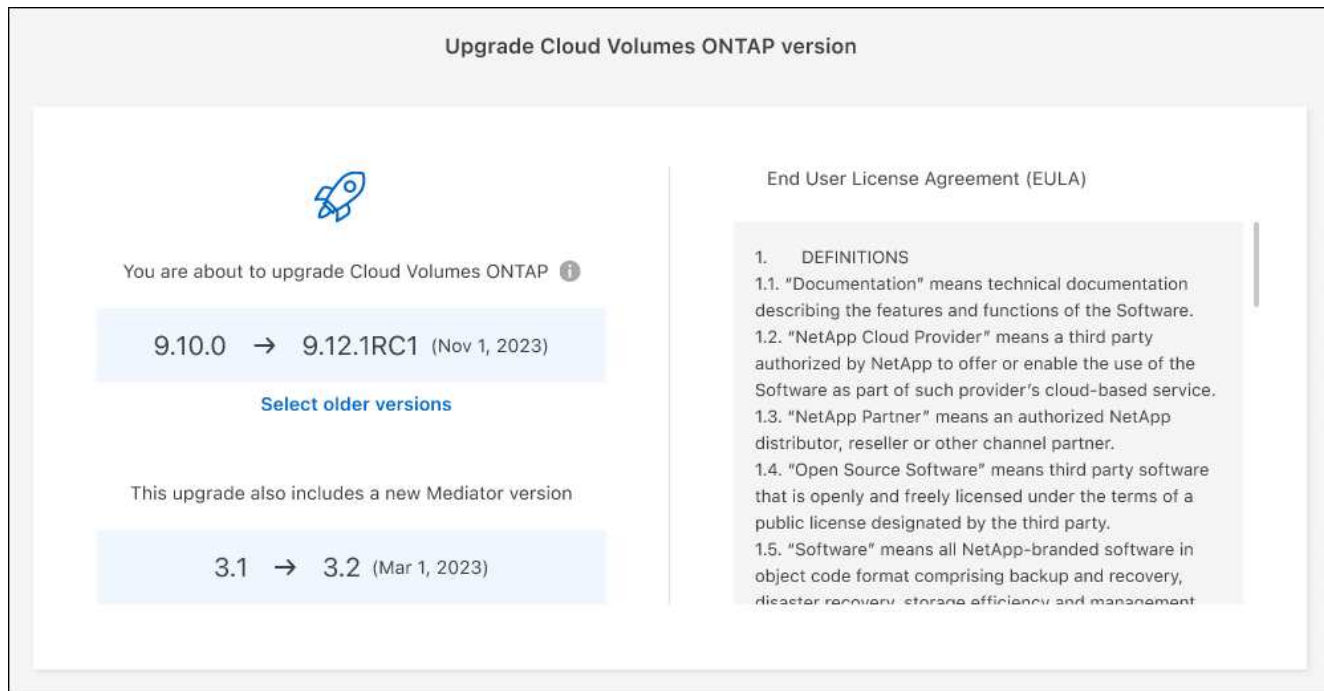 Upgrade Cloud Volumes ONTAP version
You are about to upgrade Cloud Volumes ONTAP
9.10.0 → 9.12.1RC1 (Nov 1, 2023)
Select older versions
This upgrade also includes a new Mediator version
3.1 → 3.2 (Mar 1, 2023)
End User License Agreement (EULA)
1. DEFINITIONS
1.1. “Documentation” means technical documentation
describing the features and functions of the Software.
1.2. “NetApp Cloud Provider” means a third party
authorized by NetApp to offer or enable the use of the
Software as part of such provider’s cloud-based service.
1.3. “NetApp Partner” means an authorized NetApp
distributor, reseller or other channel partner.
1.4. “Open Source Software” means third party software
that is openly and freely licensed under the terms of a
public license designated by the third party.
1.5. “Software” means all NetApp-branded software in
object code format comprising backup and recovery,
disaster recovery, storage efficiency and management